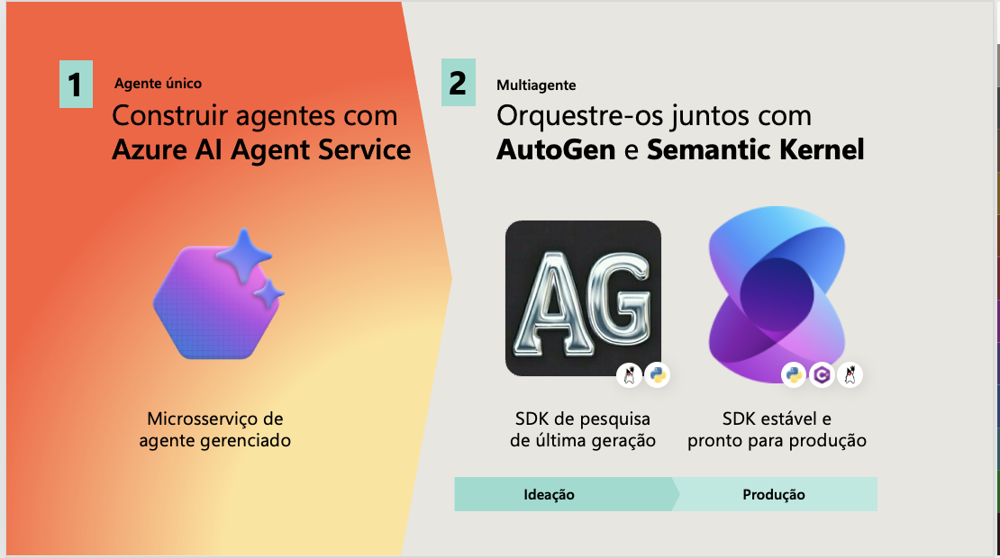 1
Agente único
Construir agentes com
Azure AI Agent Service
Microsserviço de
agente gerenciado
2
Multiagente
Orquestre-os juntos com
AutoGen e Semantic Kernel
AG
SDK de pesquisa
de última geração
SDK estável e
pronto para produção
Ideação
Produção